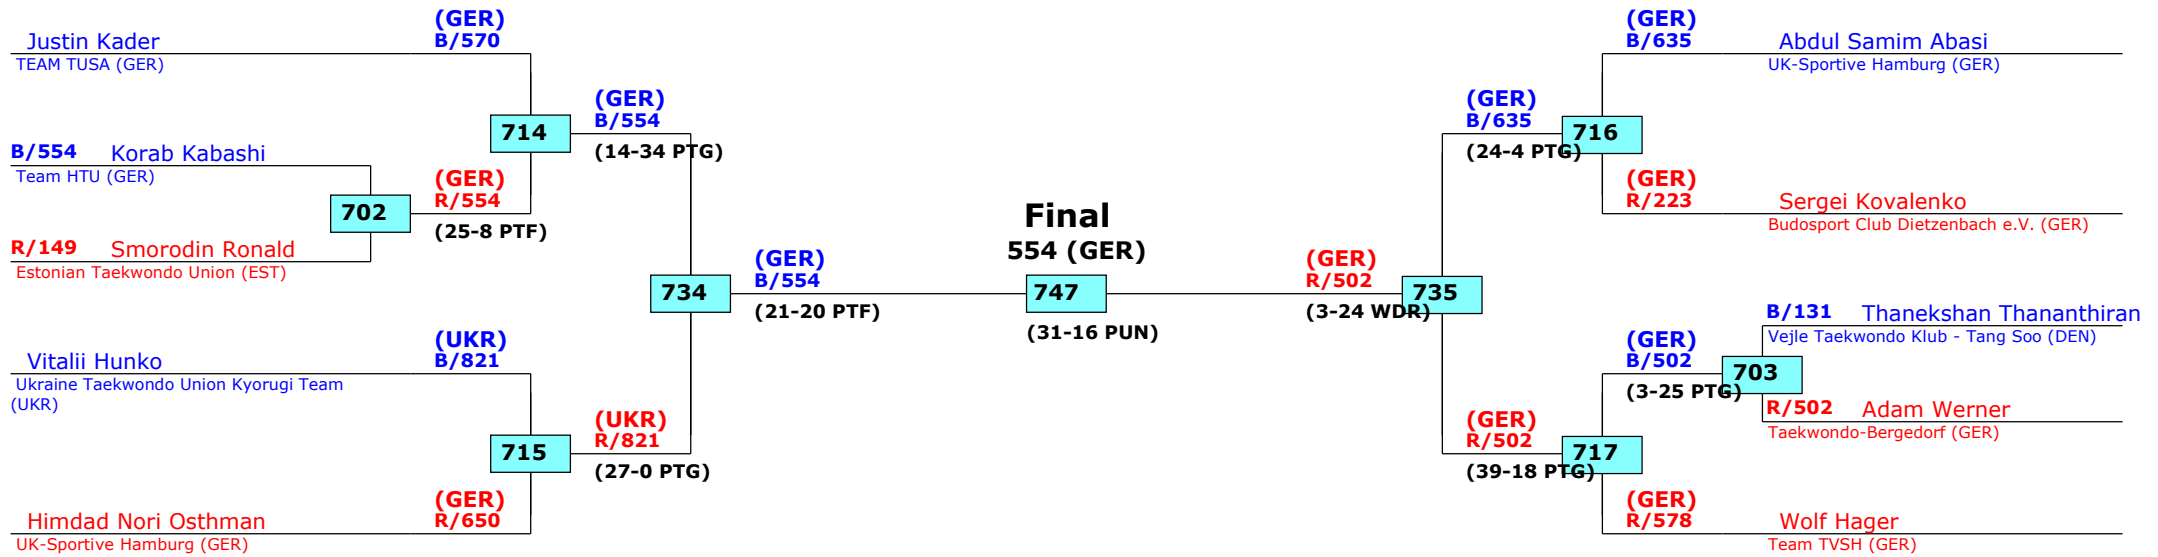 (GER)
B/570
Justin Kader
TEAM TUSA (GER)
714
(GER)
B/554
(14-34 PTG)
B/554 Korab Kabashi
Team HTU (GER)
702
(GER)
R/554
(25-8 PTF)
R/149 Smorodin Ronald
Estonian Taekwondo Union (EST)
734
(GER)
B/554
(21-20 PTF)
(UKR)
B/821
Vitalii Hunko
Ukraine Taekwondo Union Kyorugi Team
(UKR)
715
(UKR)
R/821
(27-0 PTG)
(GER)
R/650
Himdad Nori Osthman
UK-Sportive Hamburg (GER)
Final
554 (GER)
747
(31-16 PUN)
(GER)
R/502
735
(3-24 WDR)
(GER)
B/635
716
(24-4 PTG)
(GER)
B/635
Abdul Samim Abasi
UK-Sportive Hamburg (GER)
(GER)
R/223
Sergei Kovalenko
Budosport Club Dietzenbach e.V. (GER)
B/131 Thanekshan Thananthiran
Vejle Taekwondo Klub - Tang Soo (DEN)
(GER)
B/502
703
(3-25 PTG)
R/502 Adam Werner
Taekwondo-Bergedorf (GER)
(GER)
R/502
717
(39-18 PTG)
(GER)
R/578
Wolf Hager
Team TVSH (GER)